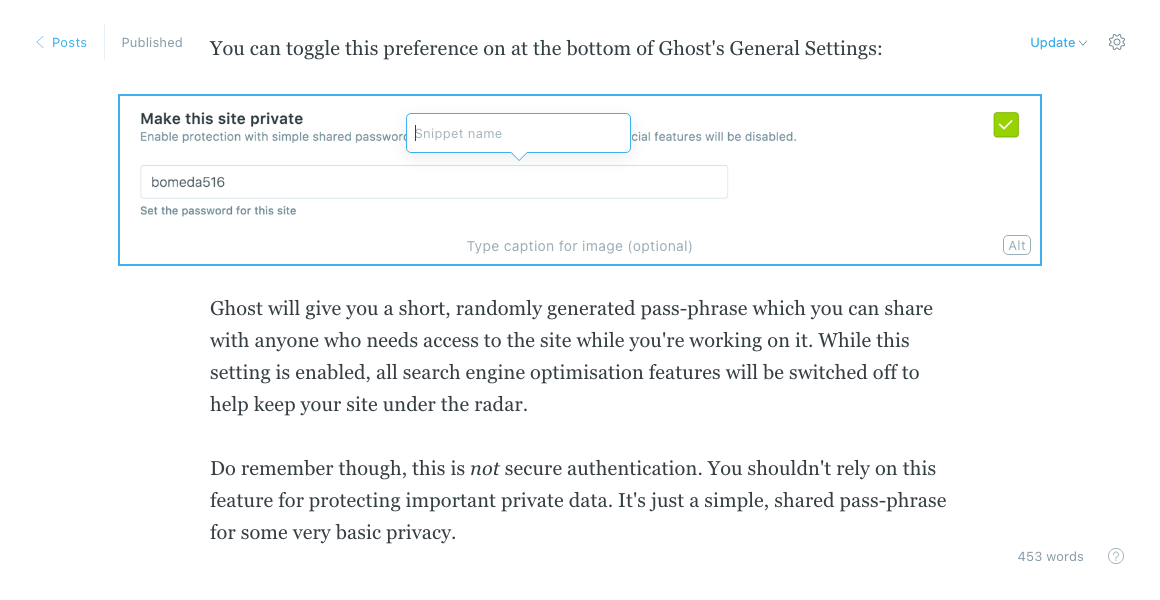 Posts
Published
Update
You can toggle this preference on at the bottom of Ghost's General Settings:
Make this site private
Enable protection with simple shared cial features will be disabled.
Snippet name
bomeda516
Set the password for this site
Type caption for image (optional)
Alt
Ghost will give you a short, randomly generated pass-phrase which you can share
with anyone who needs access to the site while you're working on it. While this
setting is enabled, all search engine optimisation features will be switched off to
help keep your site under the radar.
Do remember though, this is not secure authentication. You shouldn't rely on this
feature for protecting important private data. It's just a simple, shared pass-phrase
for some very basic privacy.
453 words
?